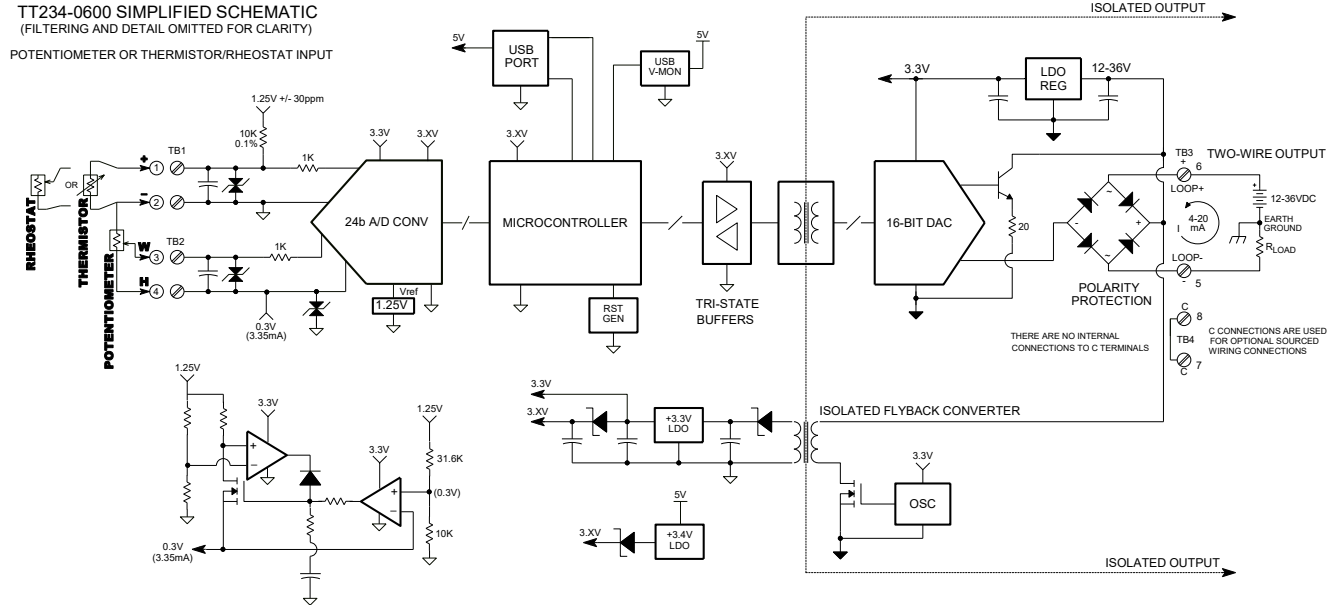 TT234-0600 SIMPLIFIED SCHEMATIC
(FILTERING AND DETAIL OMITTED FOR CLARITY)
POTENTIOMETER OR THERMISTOR/RHEOSTAT INPUT
ISOLATED OUTPUT
5V
USB
PORT
USB
V-MON
5V
3.3V
LDO
REG
12-36V
1.25V +/- 30ppm
10K
0.1%
1K
3.3V
3.XV
3.XV
3.XV
+
1
TB1
OR
-
2
RHEOSTAT
THERMISTOR
POTENTIOMETER
W
3
TB2
1K
H
4
0.3V
(3.35mA)
24b A/D CONV
Vref
1.25V
MICROCONTROLLER
RST
GEN
TRI-STATE
BUFFERS
16-BIT DAC
20
~
~
-
+
POLARITY
PROTECTION
TB3
+
6
LOOP+
TWO-WIRE OUTPUT
+
12-36VDC
I
4-20
mA
EARTH
GROUND
RLOAD
LOOP-
-
5
THERE ARE NO INTERNAL
CONNECTIONS TO C TERMINALS
C
8
TB4
7
C
C CONNECTIONS ARE USED
FOR OPTIONAL SOURCED
WIRING CONNECTIONS
1.25V
3.3V
+
-
3.3V
+
-
1.25V
31.6K
(0.3V)
10K
0.3V
(3.35mA)
3.3V
3.XV
+3.3V
LDO
ISOLATED FLYBACK CONVERTER
3.3V
OSC
5V
3.XV
+3.4V
LDO
ISOLATED OUTPUT